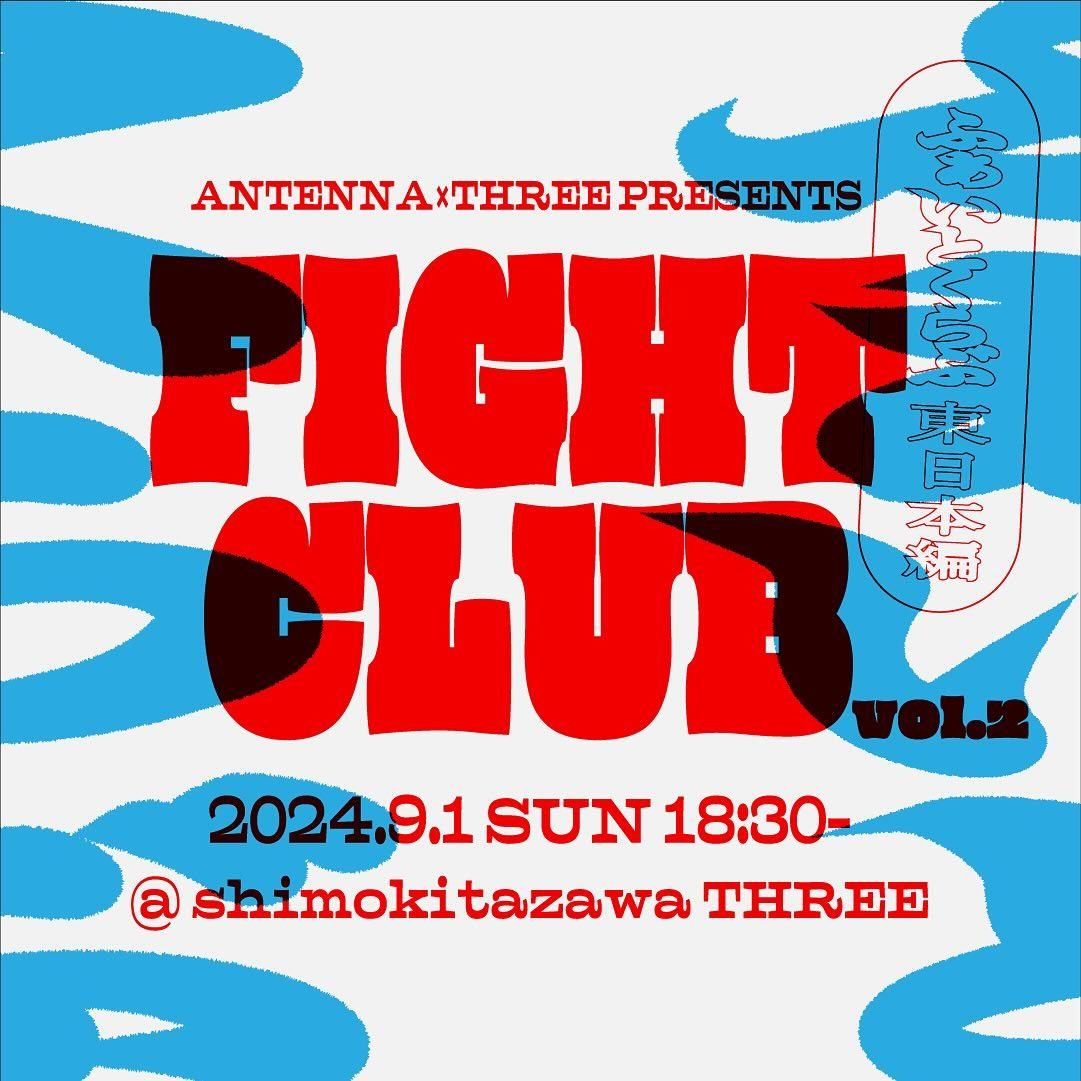 ANTENNA×THREE PRESENTS
FIGHT
CLUB
vol.2
東日本編
2024.9.1 SUN 18:30-
@ shimokitazawa THREE